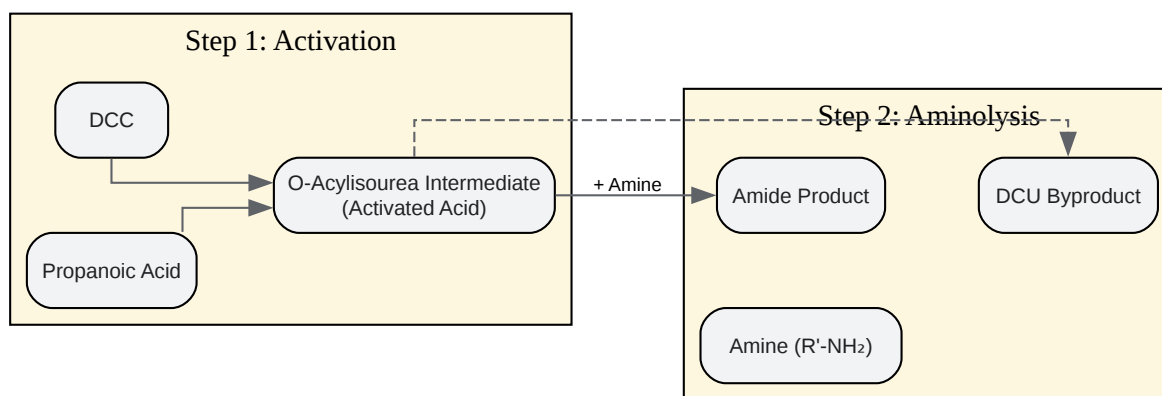 Step 1: Activation
DCC
O-Acylisourea Intermediate
(Activated Acid)
Propanoic Acid
+ Amine
Step 2: Aminolysis
Amide Product
DCU Byproduct
Amine (R'-NH₂)